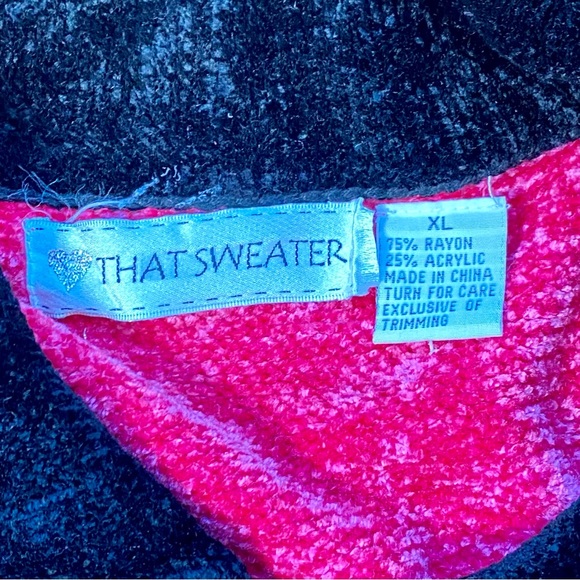 THAT SWEATER
XL
75% RAYON
25% ACRYLIC
MADE IN CHINA
TURN FOR CARE
EXCLUSIVE OF
TRIMMING